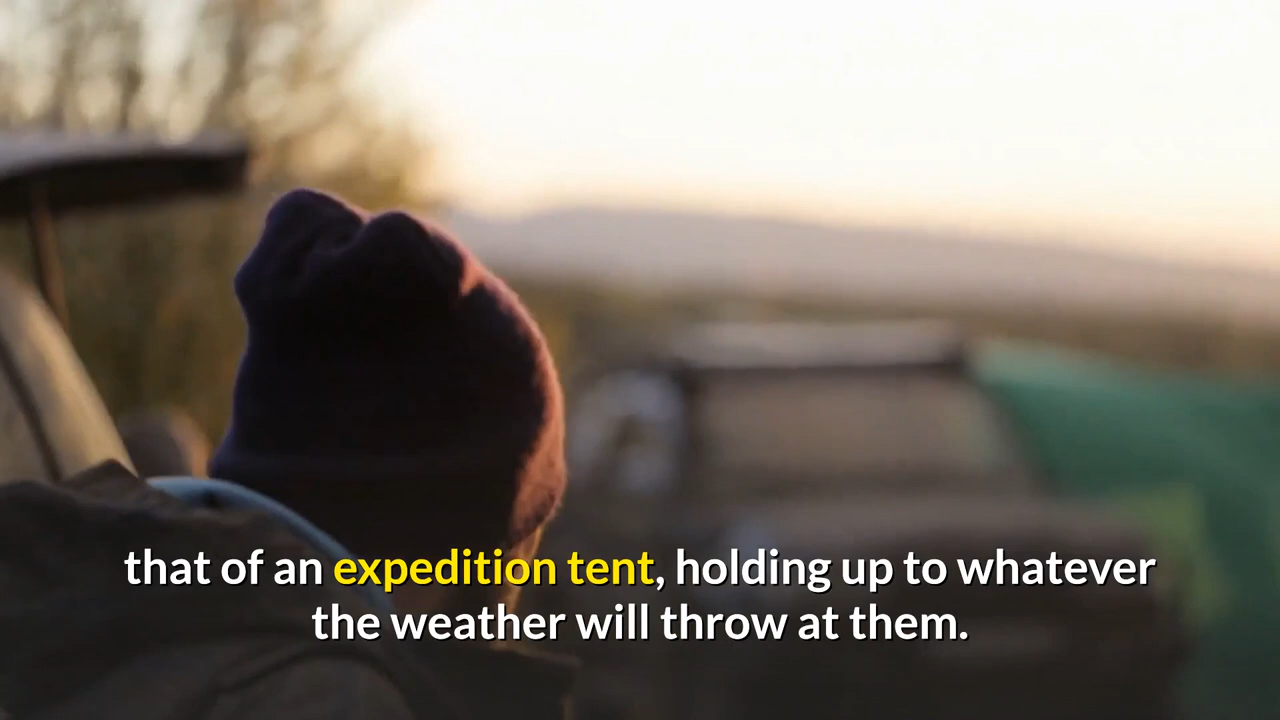 that of an expedition tent, holding up to whatever
the weather will throw at them.